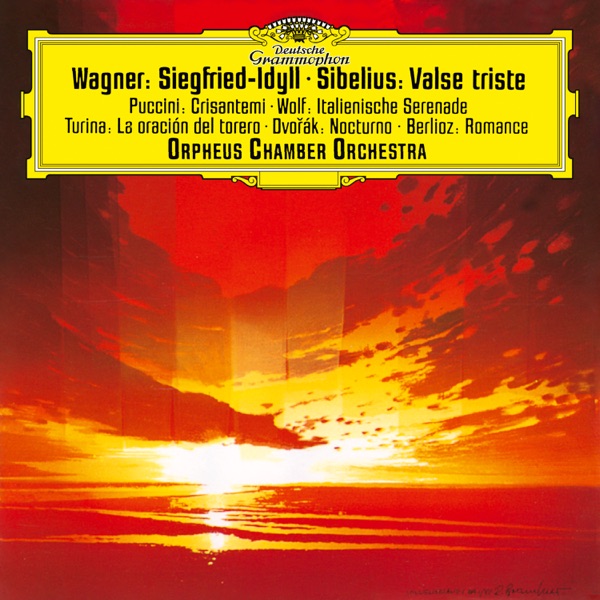 Deutsche
Grammophon
Wagner: Siegfried-Idyll · Sibelius: Valse triste
Puccini: Crisantemi · Wolf: Italienische Serenade
Turina: La oración del torero · Dvořák: Nocturno · Berlioz: Romance
ORPHEUS CHAMBER ORCHESTRA